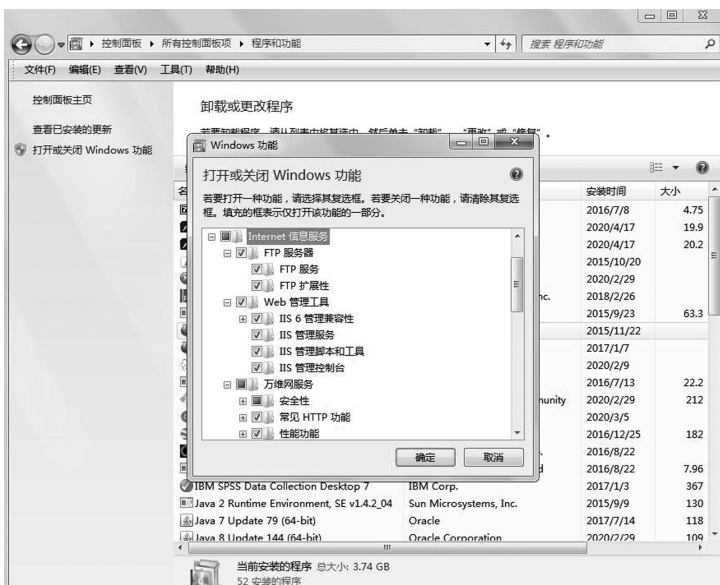 控制面板 ▸ 所有控制面板项 ▸ 程序和功能
搜索 程序和功能
文件(F) 编辑(E) 查看(V) 工具(T) 帮助(H)
控制面板主页
查看已安装的更新
打开或关闭 Windows 功能
卸载或更改程序
Windows 功能
打开或关闭 Windows 功能
若要打开一种功能，请选择其复选框。若要关闭一种功能，请清除其复选
框。填充的框表示仅打开该功能的一部分。
Internet 信息服务
FTP 服务器
FTP 服务
FTP 扩展性
Web 管理工具
IIS 6 管理兼容性
IIS 管理服务
IIS 管理脚本和工具
IIS 管理控制台
万维网服务
安全性
常见 HTTP 功能
性能功能
确定 取消
安装时间 大小
2016/7/8 4.75
2020/4/17 19.9
2020/4/17 20.2
2015/10/20
2020/2/29
nc. 2018/2/26
2015/9/23 63.3
2015/11/22
2017/1/7
2020/2/9
2016/7/13 22.2
nunity 2020/2/29 212
2020/3/5
2016/12/25 182
2016/8/22
2016/8/22 7.96
IBM SPSS Data Collection Desktop 7 IBM Corp. 2017/1/3 367
Java 2 Runtime Environment, SE v1.4.2_04 Sun Microsystems, Inc. 2015/9/9 130
Java 7 Update 79 (64-bit) Oracle 2017/7/14 118
Java 8 Update 144 (64-bit) Oracle Corporation 2020/2/29 109
当前安装的程序 总大小: 3.74 GB
52 安装的程序